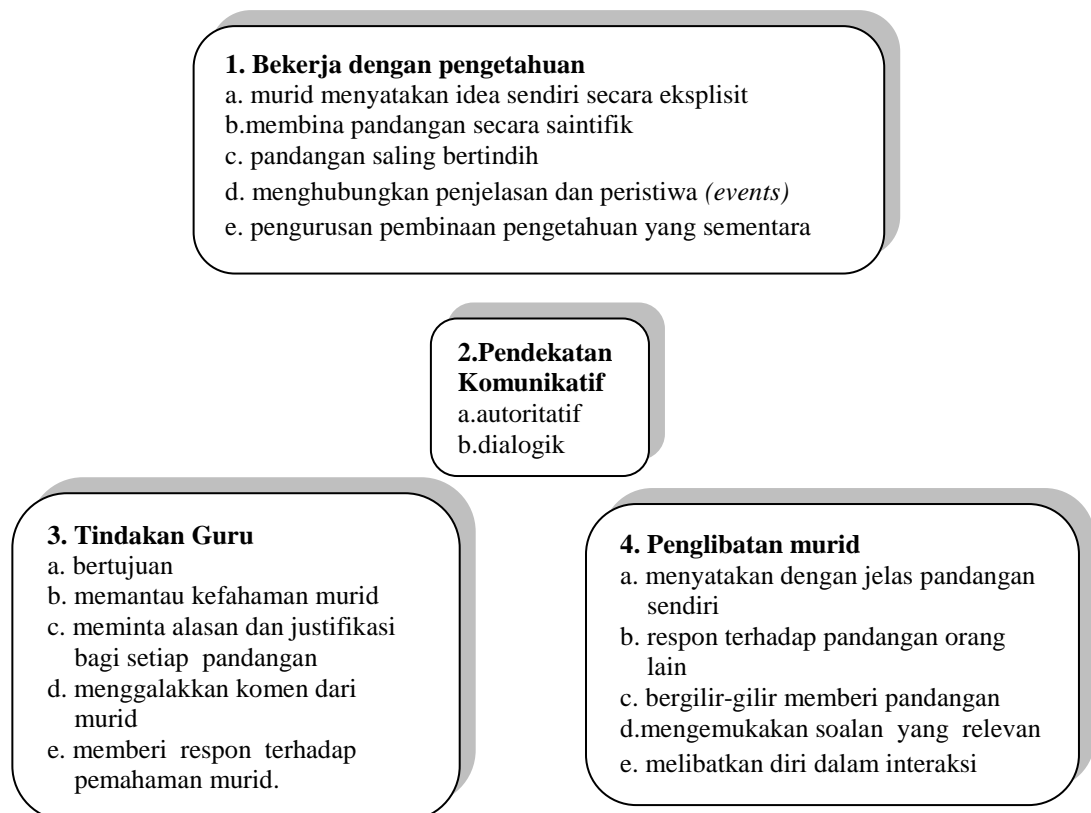 1. Bekerja dengan pengetahuan
a. murid menyatakan idea sendiri secara eksplisit
b.membina pandangan secara saintifik
c. pandangan saling bertindih
d. menghubungkan penjelasan dan peristiwa (events)
e. pengurusan pembinaan pengetahuan yang sementara
2.Pendekatan
Komunikatif
a.autoritatif
b.dialogik
3. Tindakan Guru
a. bertujuan
b. memantau kefahaman murid
c. meminta alasan dan justifikasi
bagi setiap pandangan
d. menggalakkan komen dari
murid
e. memberi respon terhadap
pemahaman murid.
4. Penglibatan murid
a. menyatakan dengan jelas pandangan
sendiri
b. respon terhadap pandangan orang
lain
c. bergilir-gilir memberi pandangan
d.mengemukakan soalan yang relevan
e. melibatkan diri dalam interaksi